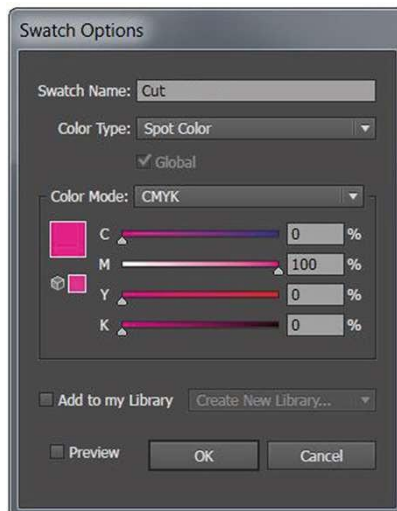 Swatch Options
Swatch Name: Cut
Color Type: Spot Color
Global
Color Mode: CMYK
C 0 %
M 100 %
Y 0 %
K 0 %
Add to my Library Create New Library...
Preview OK Cancel